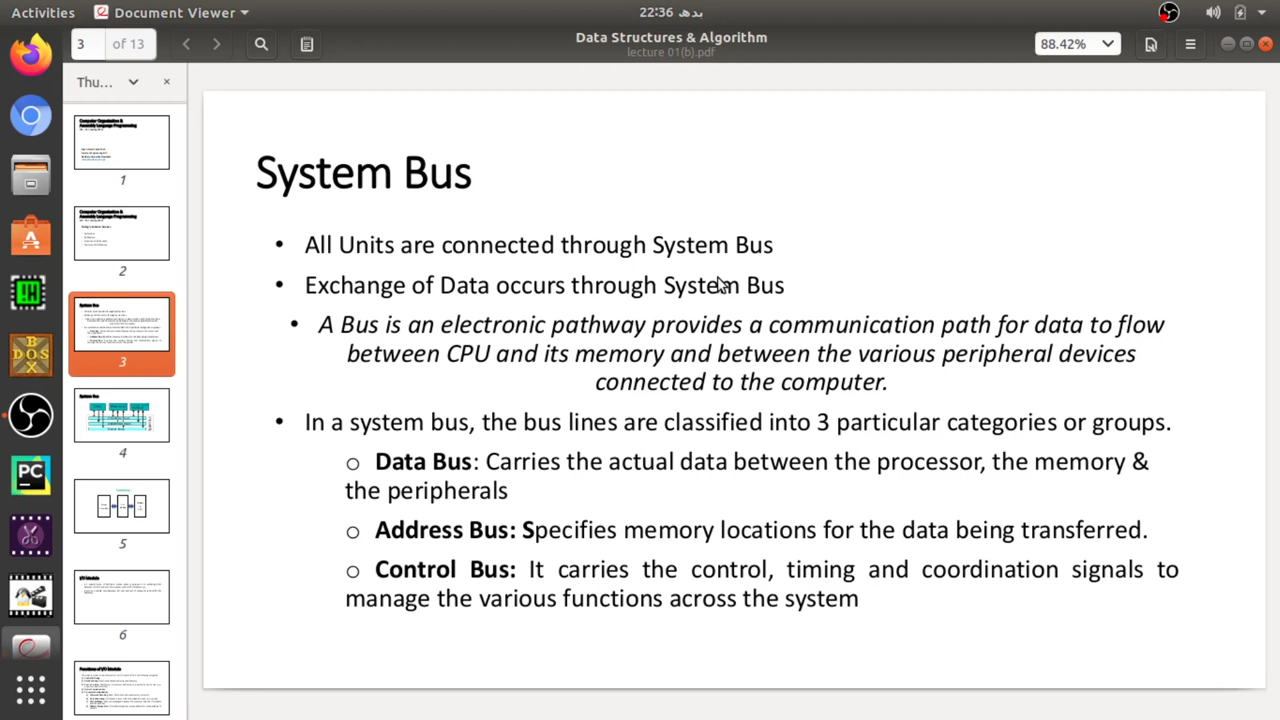 Activities Document Viewer بدھ 22:36
3 of 13 Data Structures & Algorithm 88.42%
lecture 01(b).pdf
Thu...
1
2
3
4
5
6
System Bus
• All Units are connected through System Bus
• Exchange of Data occurs through System Bus
• A Bus is an electronic pathway provides a communication path for data to flow
between CPU and its memory and between the various peripheral devices
connected to the computer.
• In a system bus, the bus lines are classified into 3 particular categories or groups.
o Data Bus: Carries the actual data between the processor, the memory &
the peripherals
o Address Bus: Specifies memory locations for the data being transferred.
o Control Bus: It carries the control, timing and coordination signals to
manage the various functions across the system